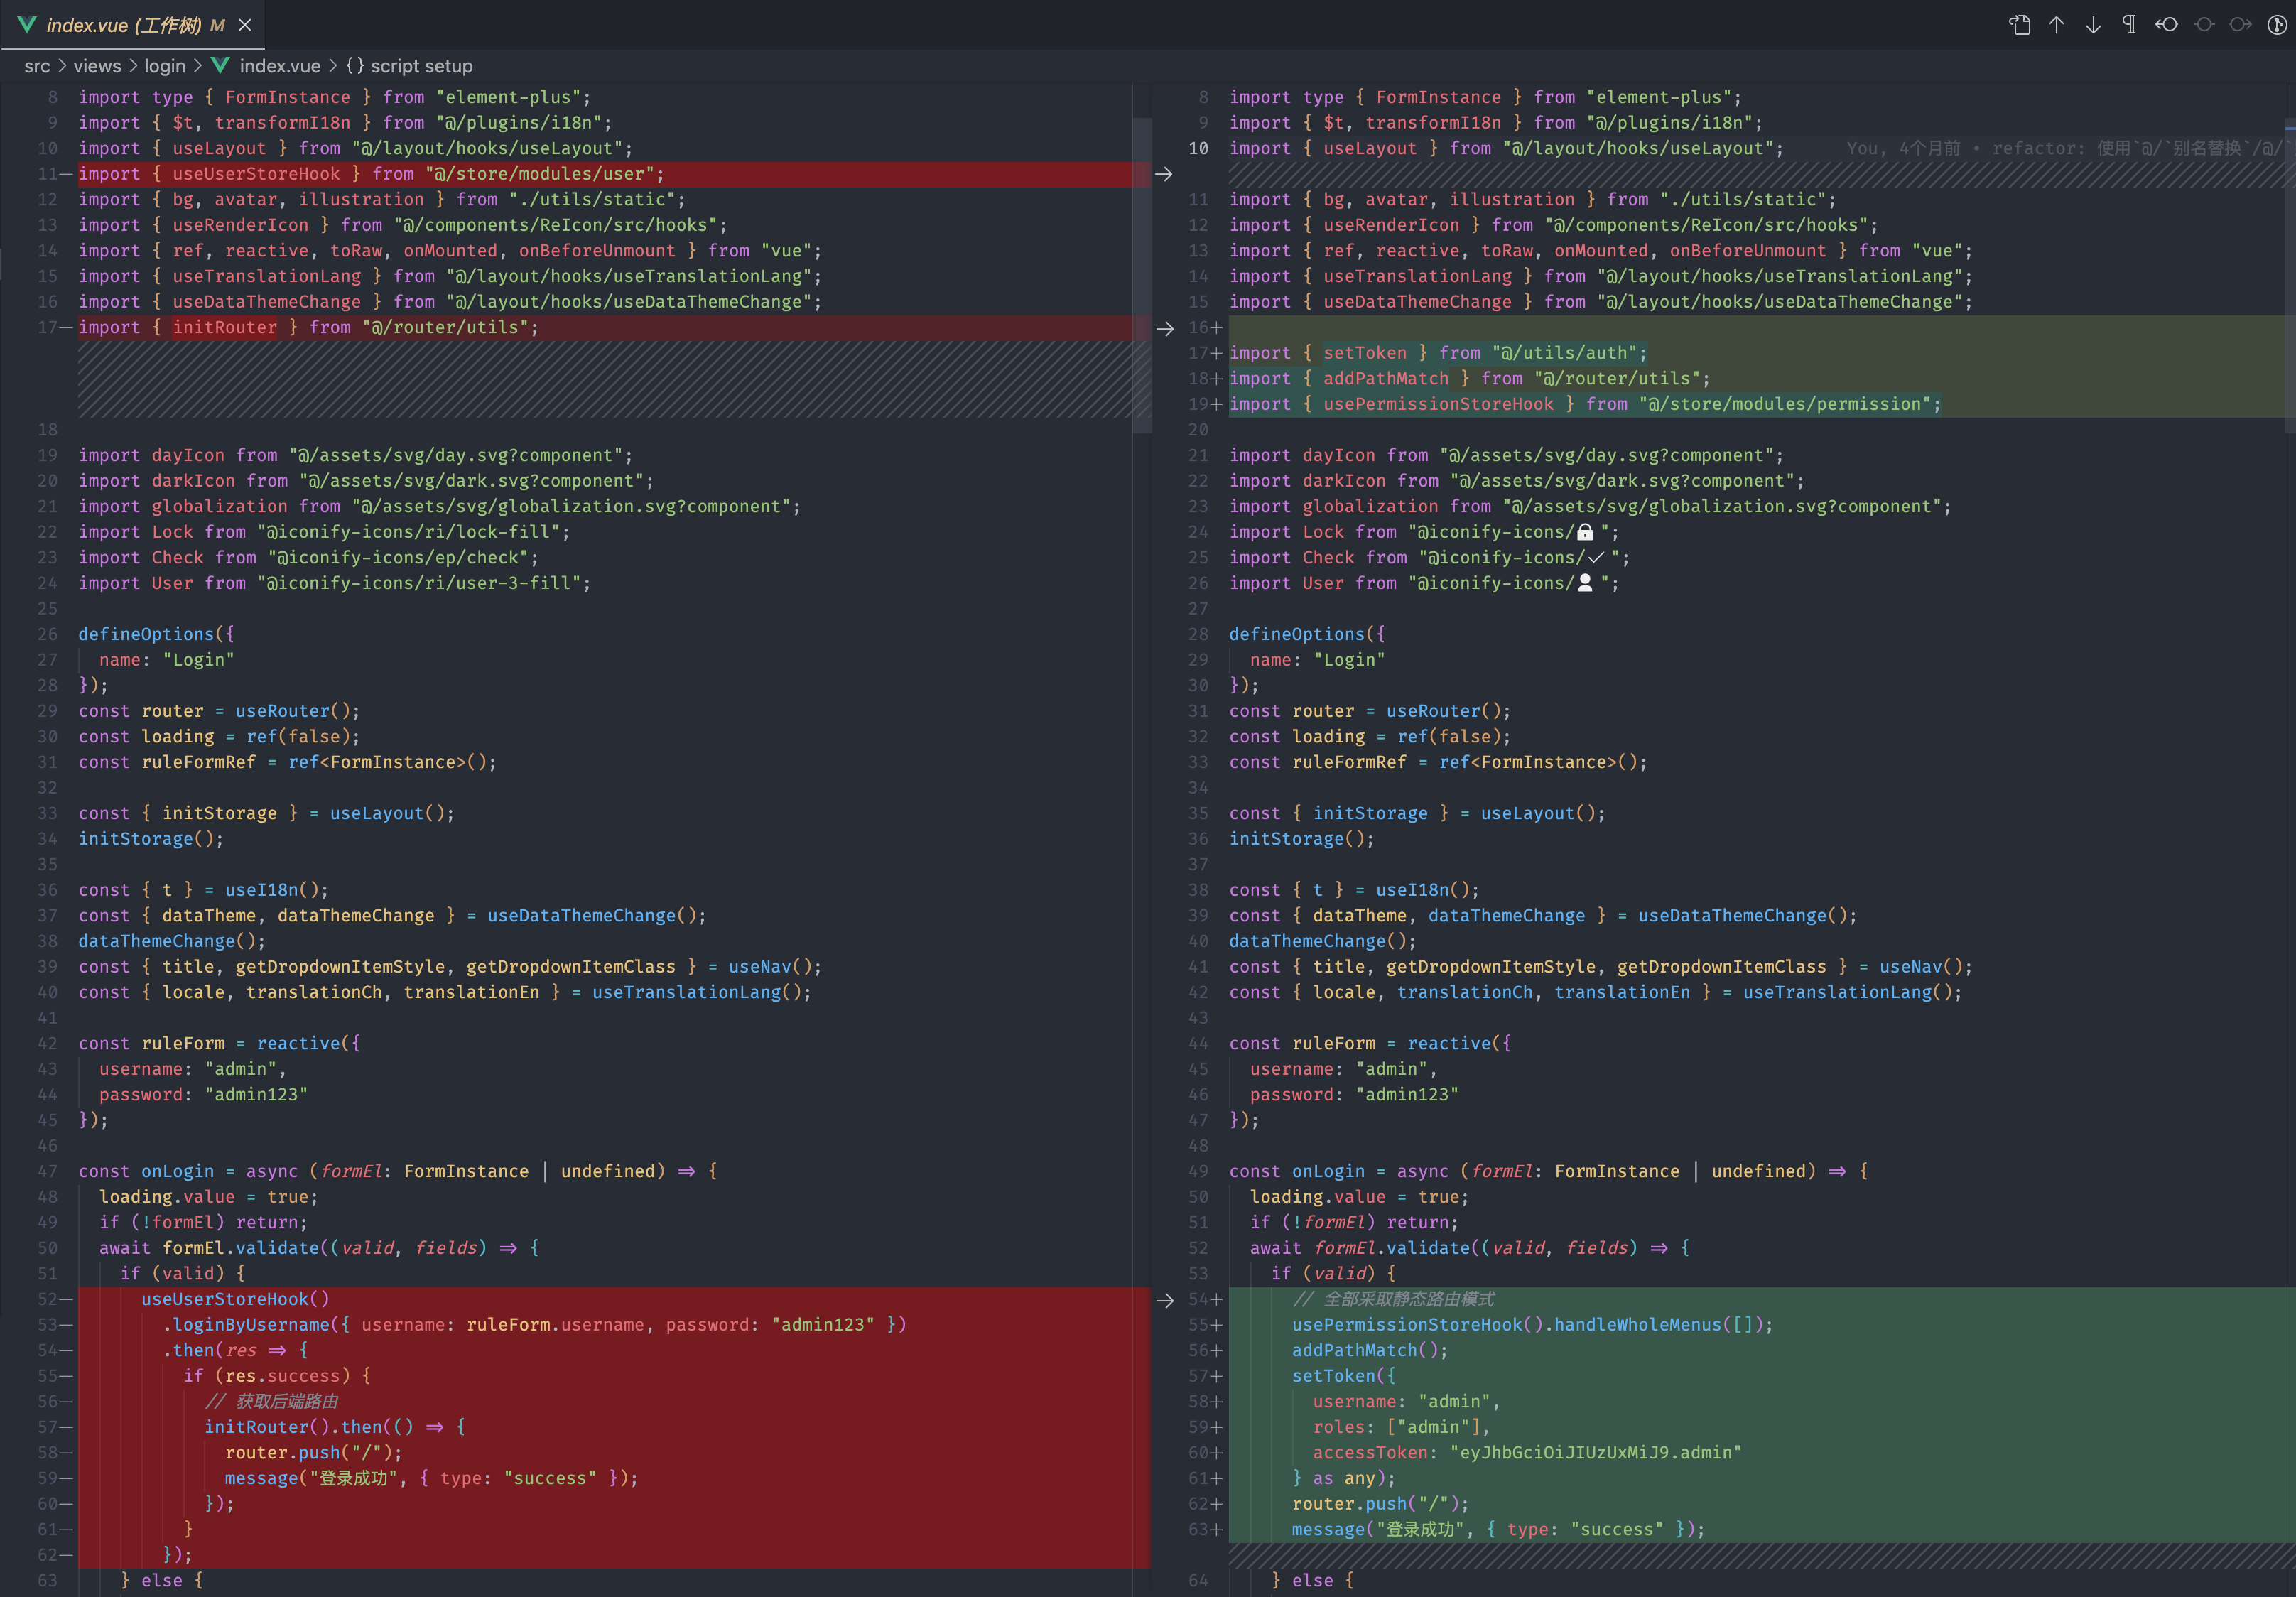 index.vue (工作树) M
src > views > login > index.vue > {} script setup
8 import type { FormInstance } from "element-plus";
9 import { $t, transformI18n } from "@/plugins/i18n";
10 import { useLayout } from "@/layout/hooks/useLayout";
11— import { useUserStoreHook } from "@/store/modules/user";
12 import { bg, avatar, illustration } from "./utils/static";
13 import { useRenderIcon } from "@/components/ReIcon/src/hooks";
14 import { ref, reactive, toRaw, onMounted, onBeforeUnmount } from "vue";
15 import { useTranslationLang } from "@/layout/hooks/useTranslationLang";
16 import { useDataThemeChange } from "@/layout/hooks/useDataThemeChange";
17— import { initRouter } from "@/router/utils";
18
19 import dayIcon from "@/assets/svg/day.svg?component";
20 import darkIcon from "@/assets/svg/dark.svg?component";
21 import globalization from "@/assets/svg/globalization.svg?component";
22 import Lock from "@iconify-icons/ri/lock-fill";
23 import Check from "@iconify-icons/ep/check";
24 import User from "@iconify-icons/ri/user-3-fill";
25
26 defineOptions({
27 name: "Login"
28 });
29 const router = useRouter();
30 const loading = ref(false);
31 const ruleFormRef = ref<FormInstance>();
32
33 const { initStorage } = useLayout();
34 initStorage();
35
36 const { t } = useI18n();
37 const { dataTheme, dataThemeChange } = useDataThemeChange();
38 dataThemeChange();
39 const { title, getDropdownItemStyle, getDropdownItemClass } = useNav();
40 const { locale, translationCh, translationEn } = useTranslationLang();
41
42 const ruleForm = reactive({
43 username: "admin",
44 password: "admin123"
45 });
46
47 const onLogin = async (formEl: FormInstance | undefined) => {
48 loading.value = true;
49 if (!formEl) return;
50 await formEl.validate((valid, fields) => {
51 if (valid) {
52— useUserStoreHook()
53— .loginByUsername({ username: ruleForm.username, password: "admin123" })
54— .then(res => {
55— if (res.success) {
56— // 获取后端路由
57— initRouter().then(() => {
58— router.push("/");
59— message("登录成功", { type: "success" });
60— });
61— }
62— });
63 } else {
8 import type { FormInstance } from "element-plus";
9 import { $t, transformI18n } from "@/plugins/i18n";
10 import { useLayout } from "@/layout/hooks/useLayout"; You, 4个月前 • refactor: 使用`@/`别名替换`/@/`
11 import { bg, avatar, illustration } from "./utils/static";
12 import { useRenderIcon } from "@/components/ReIcon/src/hooks";
13 import { ref, reactive, toRaw, onMounted, onBeforeUnmount } from "vue";
14 import { useTranslationLang } from "@/layout/hooks/useTranslationLang";
15 import { useDataThemeChange } from "@/layout/hooks/useDataThemeChange";
16+
17+ import { setToken } from "@/utils/auth";
18+ import { addPathMatch } from "@/router/utils";
19+ import { usePermissionStoreHook } from "@/store/modules/permission";
20
21 import dayIcon from "@/assets/svg/day.svg?component";
22 import darkIcon from "@/assets/svg/dark.svg?component";
23 import globalization from "@/assets/svg/globalization.svg?component";
24 import Lock from "@iconify-icons/ ";
25 import Check from "@iconify-icons/ ";
26 import User from "@iconify-icons/ ";
27
28 defineOptions({
29 name: "Login"
30 });
31 const router = useRouter();
32 const loading = ref(false);
33 const ruleFormRef = ref<FormInstance>();
34
35 const { initStorage } = useLayout();
36 initStorage();
37
38 const { t } = useI18n();
39 const { dataTheme, dataThemeChange } = useDataThemeChange();
40 dataThemeChange();
41 const { title, getDropdownItemStyle, getDropdownItemClass } = useNav();
42 const { locale, translationCh, translationEn } = useTranslationLang();
43
44 const ruleForm = reactive({
45 username: "admin",
46 password: "admin123"
47 });
48
49 const onLogin = async (formEl: FormInstance | undefined) => {
50 loading.value = true;
51 if (!formEl) return;
52 await formEl.validate((valid, fields) => {
53 if (valid) {
54+ // 全部采取静态路由模式
55+ usePermissionStoreHook().handleWholeMenus([]);
56+ addPathMatch();
57+ setToken({
58+ username: "admin",
59+ roles: ["admin"],
60+ accessToken: "eyJhbGciOiJIUzUxMiJ9.admin"
61+ } as any);
62+ router.push("/");
63+ message("登录成功", { type: "success" });
64 } else {